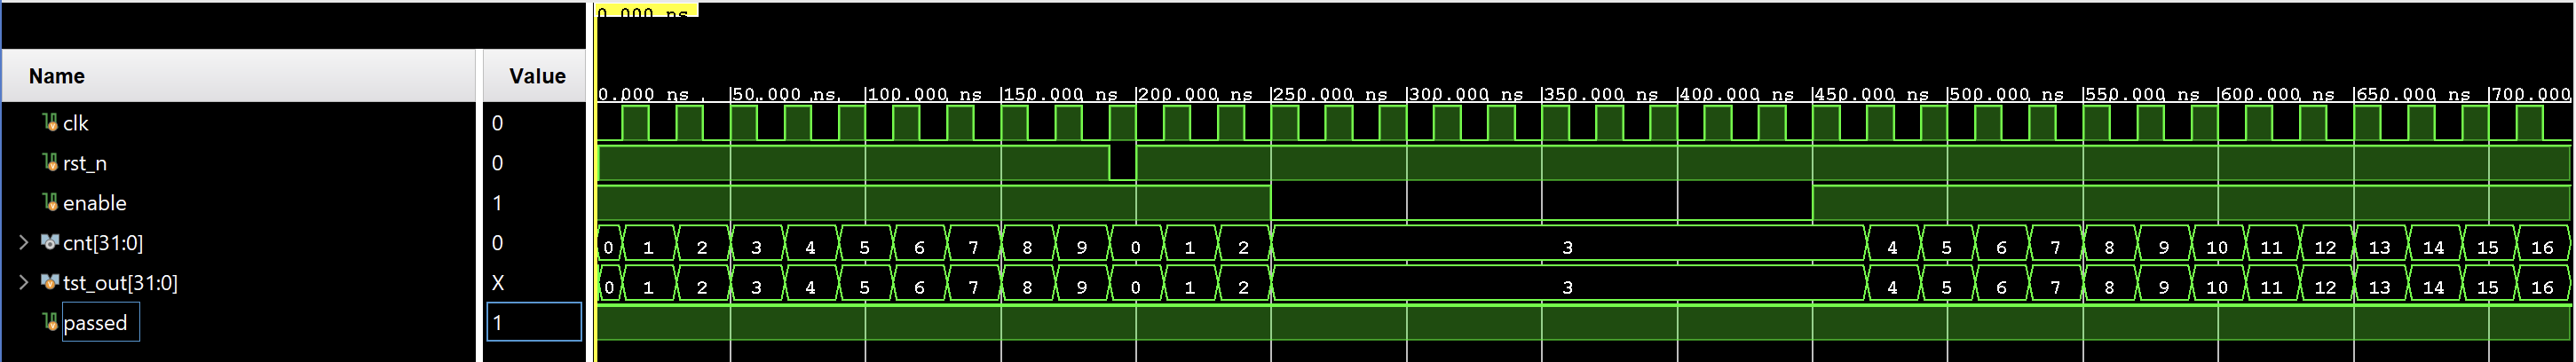 0.000 ns
Name Value
0.000 ns 50.000 ns 100.000 ns 150.000 ns 200.000 ns 250.000 ns 300.000 ns 350.000 ns 400.000 ns 450.000 ns 500.000 ns 550.000 ns 600.000 ns 650.000 ns 700.000
clk 0
rst_n 0
enable 1
cnt[31:0] 0 0 1 2 3 4 5 6 7 8 9 0 1 2 3 4 5 6 7 8 9 10 11 12 13 14 15 16
tst_out[31:0] X 0 1 2 3 4 5 6 7 8 9 0 1 2 3 4 5 6 7 8 9 10 11 12 13 14 15 16
passed 1